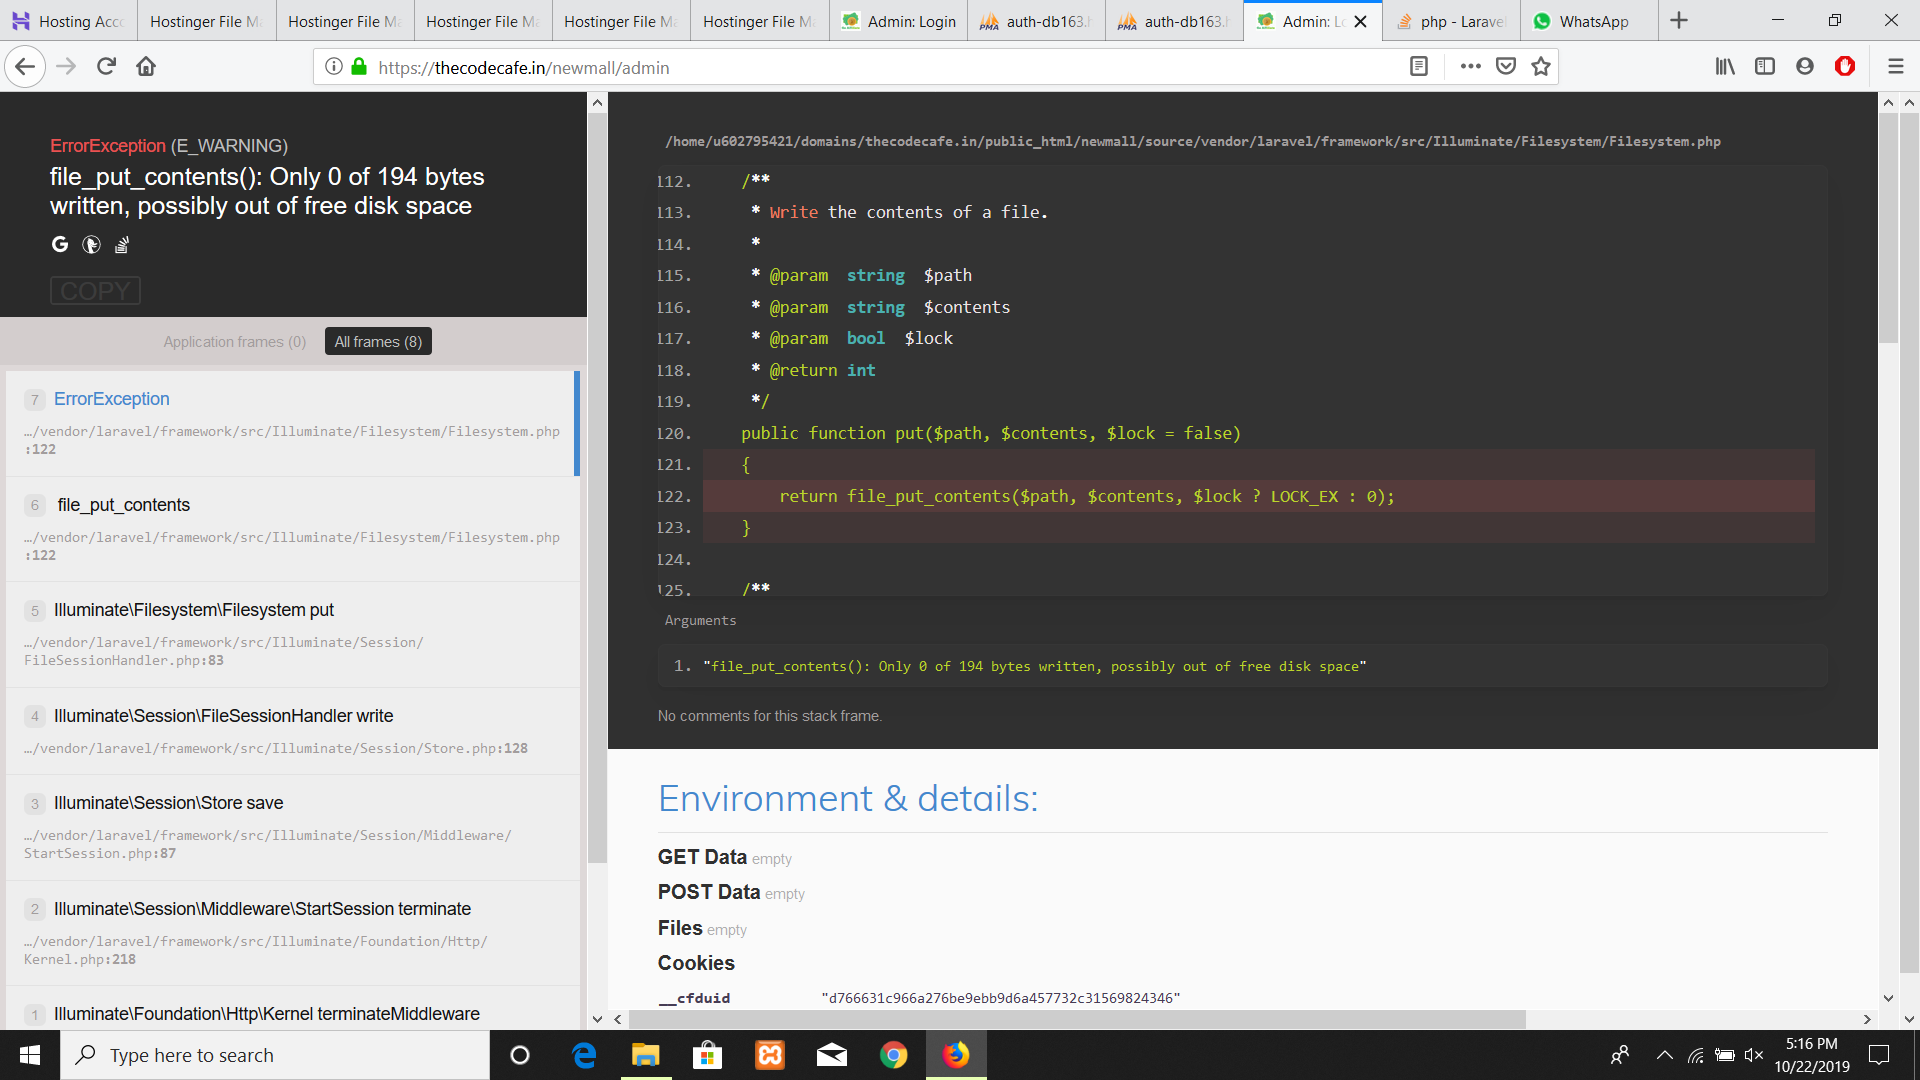 Hosting Acc
Hostinger File Ma
Hostinger File Ma
Hostinger File Ma
Hostinger File Ma
Hostinger File Ma
Admin: Login
auth-db163.h
auth-db163.h
Admin: Lo
php - Laravel
WhatsApp
https://thecodecafe.in/newmall/admin
ErrorException (E_WARNING)
file_put_contents(): Only 0 of 194 bytes
written, possibly out of free disk space
COPY
Application frames (0)
All frames (8)
7 ErrorException
…/vendor/laravel/framework/src/Illuminate/Filesystem/Filesystem.php
:122
6 file_put_contents
…/vendor/laravel/framework/src/Illuminate/Filesystem/Filesystem.php
:122
5 Illuminate\Filesystem\Filesystem put
…/vendor/laravel/framework/src/Illuminate/Session/
FileSessionHandler.php:83
4 Illuminate\Session\FileSessionHandler write
…/vendor/laravel/framework/src/Illuminate/Session/Store.php:128
3 Illuminate\Session\Store save
…/vendor/laravel/framework/src/Illuminate/Session/Middleware/
StartSession.php:87
2 Illuminate\Session\Middleware\StartSession terminate
…/vendor/laravel/framework/src/Illuminate/Foundation/Http/
Kernel.php:218
1 Illuminate\Foundation\Http\Kernel terminateMiddleware
/home/u602795421/domains/thecodecafe.in/public_html/newmall/source/vendor/laravel/framework/src/Illuminate/Filesystem/Filesystem.php
112. /**
113. * Write the contents of a file.
114. *
115. * @param string $path
116. * @param string $contents
117. * @param bool $lock
118. * @return int
119. */
120. public function put($path, $contents, $lock = false)
121. {
122. return file_put_contents($path, $contents, $lock ? LOCK_EX : 0);
123. }
124.
125. /**
Arguments
1. "file_put_contents(): Only 0 of 194 bytes written, possibly out of free disk space"
No comments for this stack frame.
Environment & details:
GET Data empty
POST Data empty
Files empty
Cookies
__cfduid "d766631c966a276be9ebb9d6a457732c31569824346"
Type here to search
5:16 PM
10/22/2019